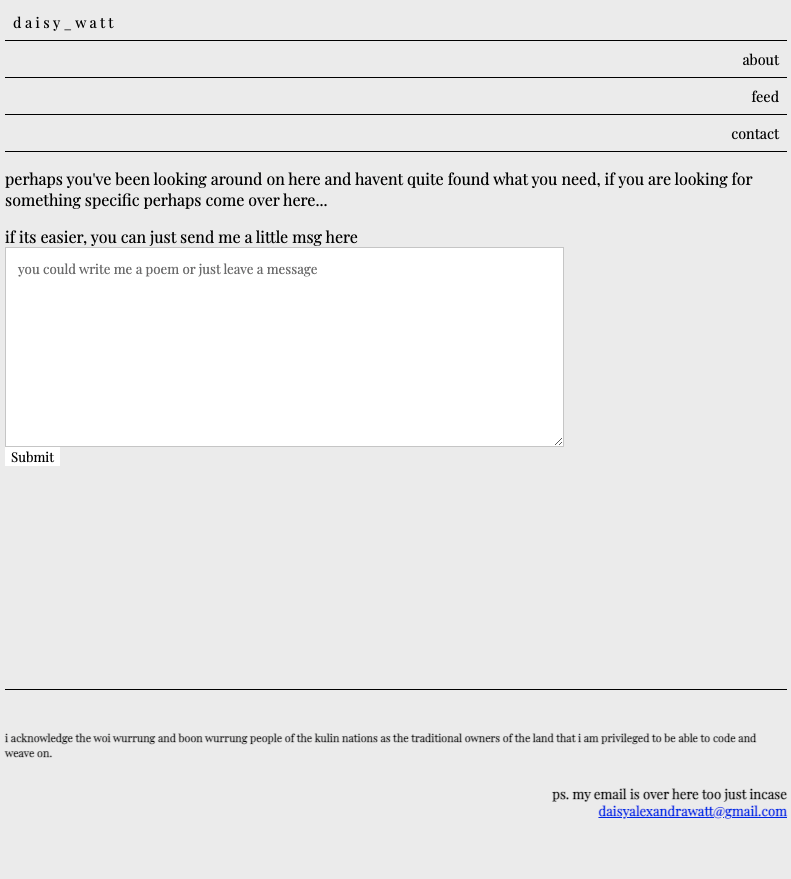 daisy_watt
about
feed
contact
perhaps you've been looking around on here and havent quite found what you need, if you are looking for
something specific perhaps come over here...
if its easier, you can just send me a little msg here
you could write me a poem or just leave a message
Submit
i acknowledge the woi wurrung and boon wurrung people of the kulin nations as the traditional owners of the land that i am privileged to be able to code and
weave on.
ps. my email is over here too just incase
daisyalexandrawatt@gmail.com